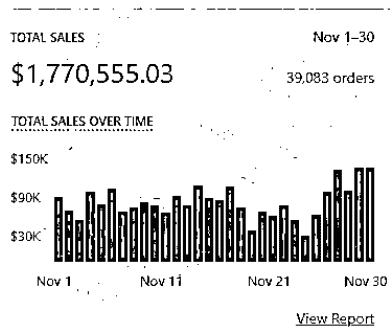 TOTAL SALES
Nov 1–30
$1,770,555.03
39,083 orders
TOTAL SALES OVER TIME
$150K
$90K
$30K
Nov 1
Nov 11
Nov 21
Nov 30
View Report